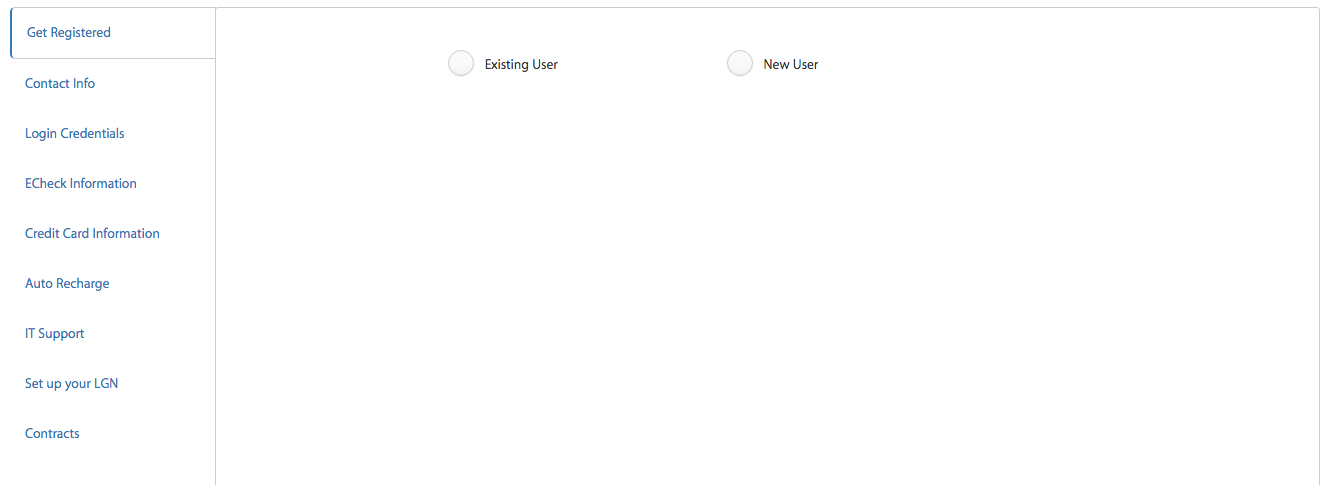 Get Registered
Existing User
New User
Contact Info
Login Credentials
ECheck Information
Credit Card Information
Auto Recharge
IT Support
Set up your LGN
Contracts